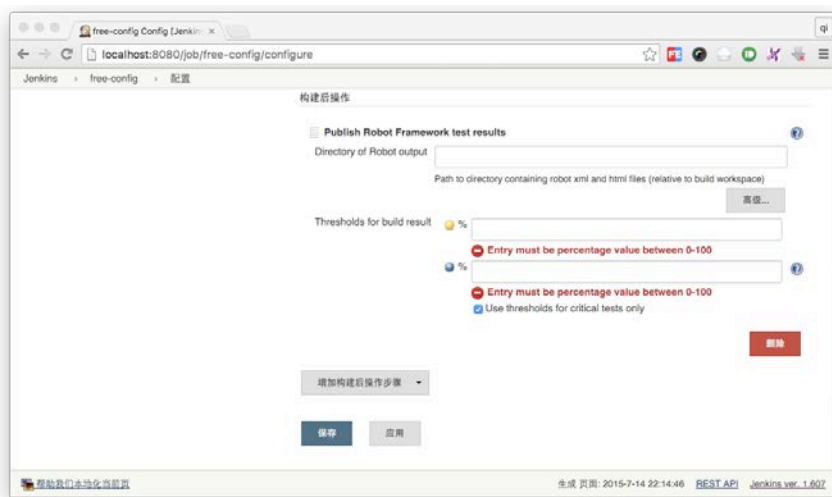 free-config Config [Jenkin
qi
localhost:8080/job/free-config/configure
Jenkins › free-config › 配置
构建后操作
Publish Robot Framework test results
Directory of Robot output
Path to directory containing robot xml and html files (relative to build workspace)
高级...
Thresholds for build result
%
Entry must be percentage value between 0-100
%
Entry must be percentage value between 0-100
Use thresholds for critical tests only
删除
增加构建后操作步骤
保存 应用
帮助我们本地化当前页 生成 页面: 2015-7-14 22:14:46 REST API Jenkins ver. 1.607